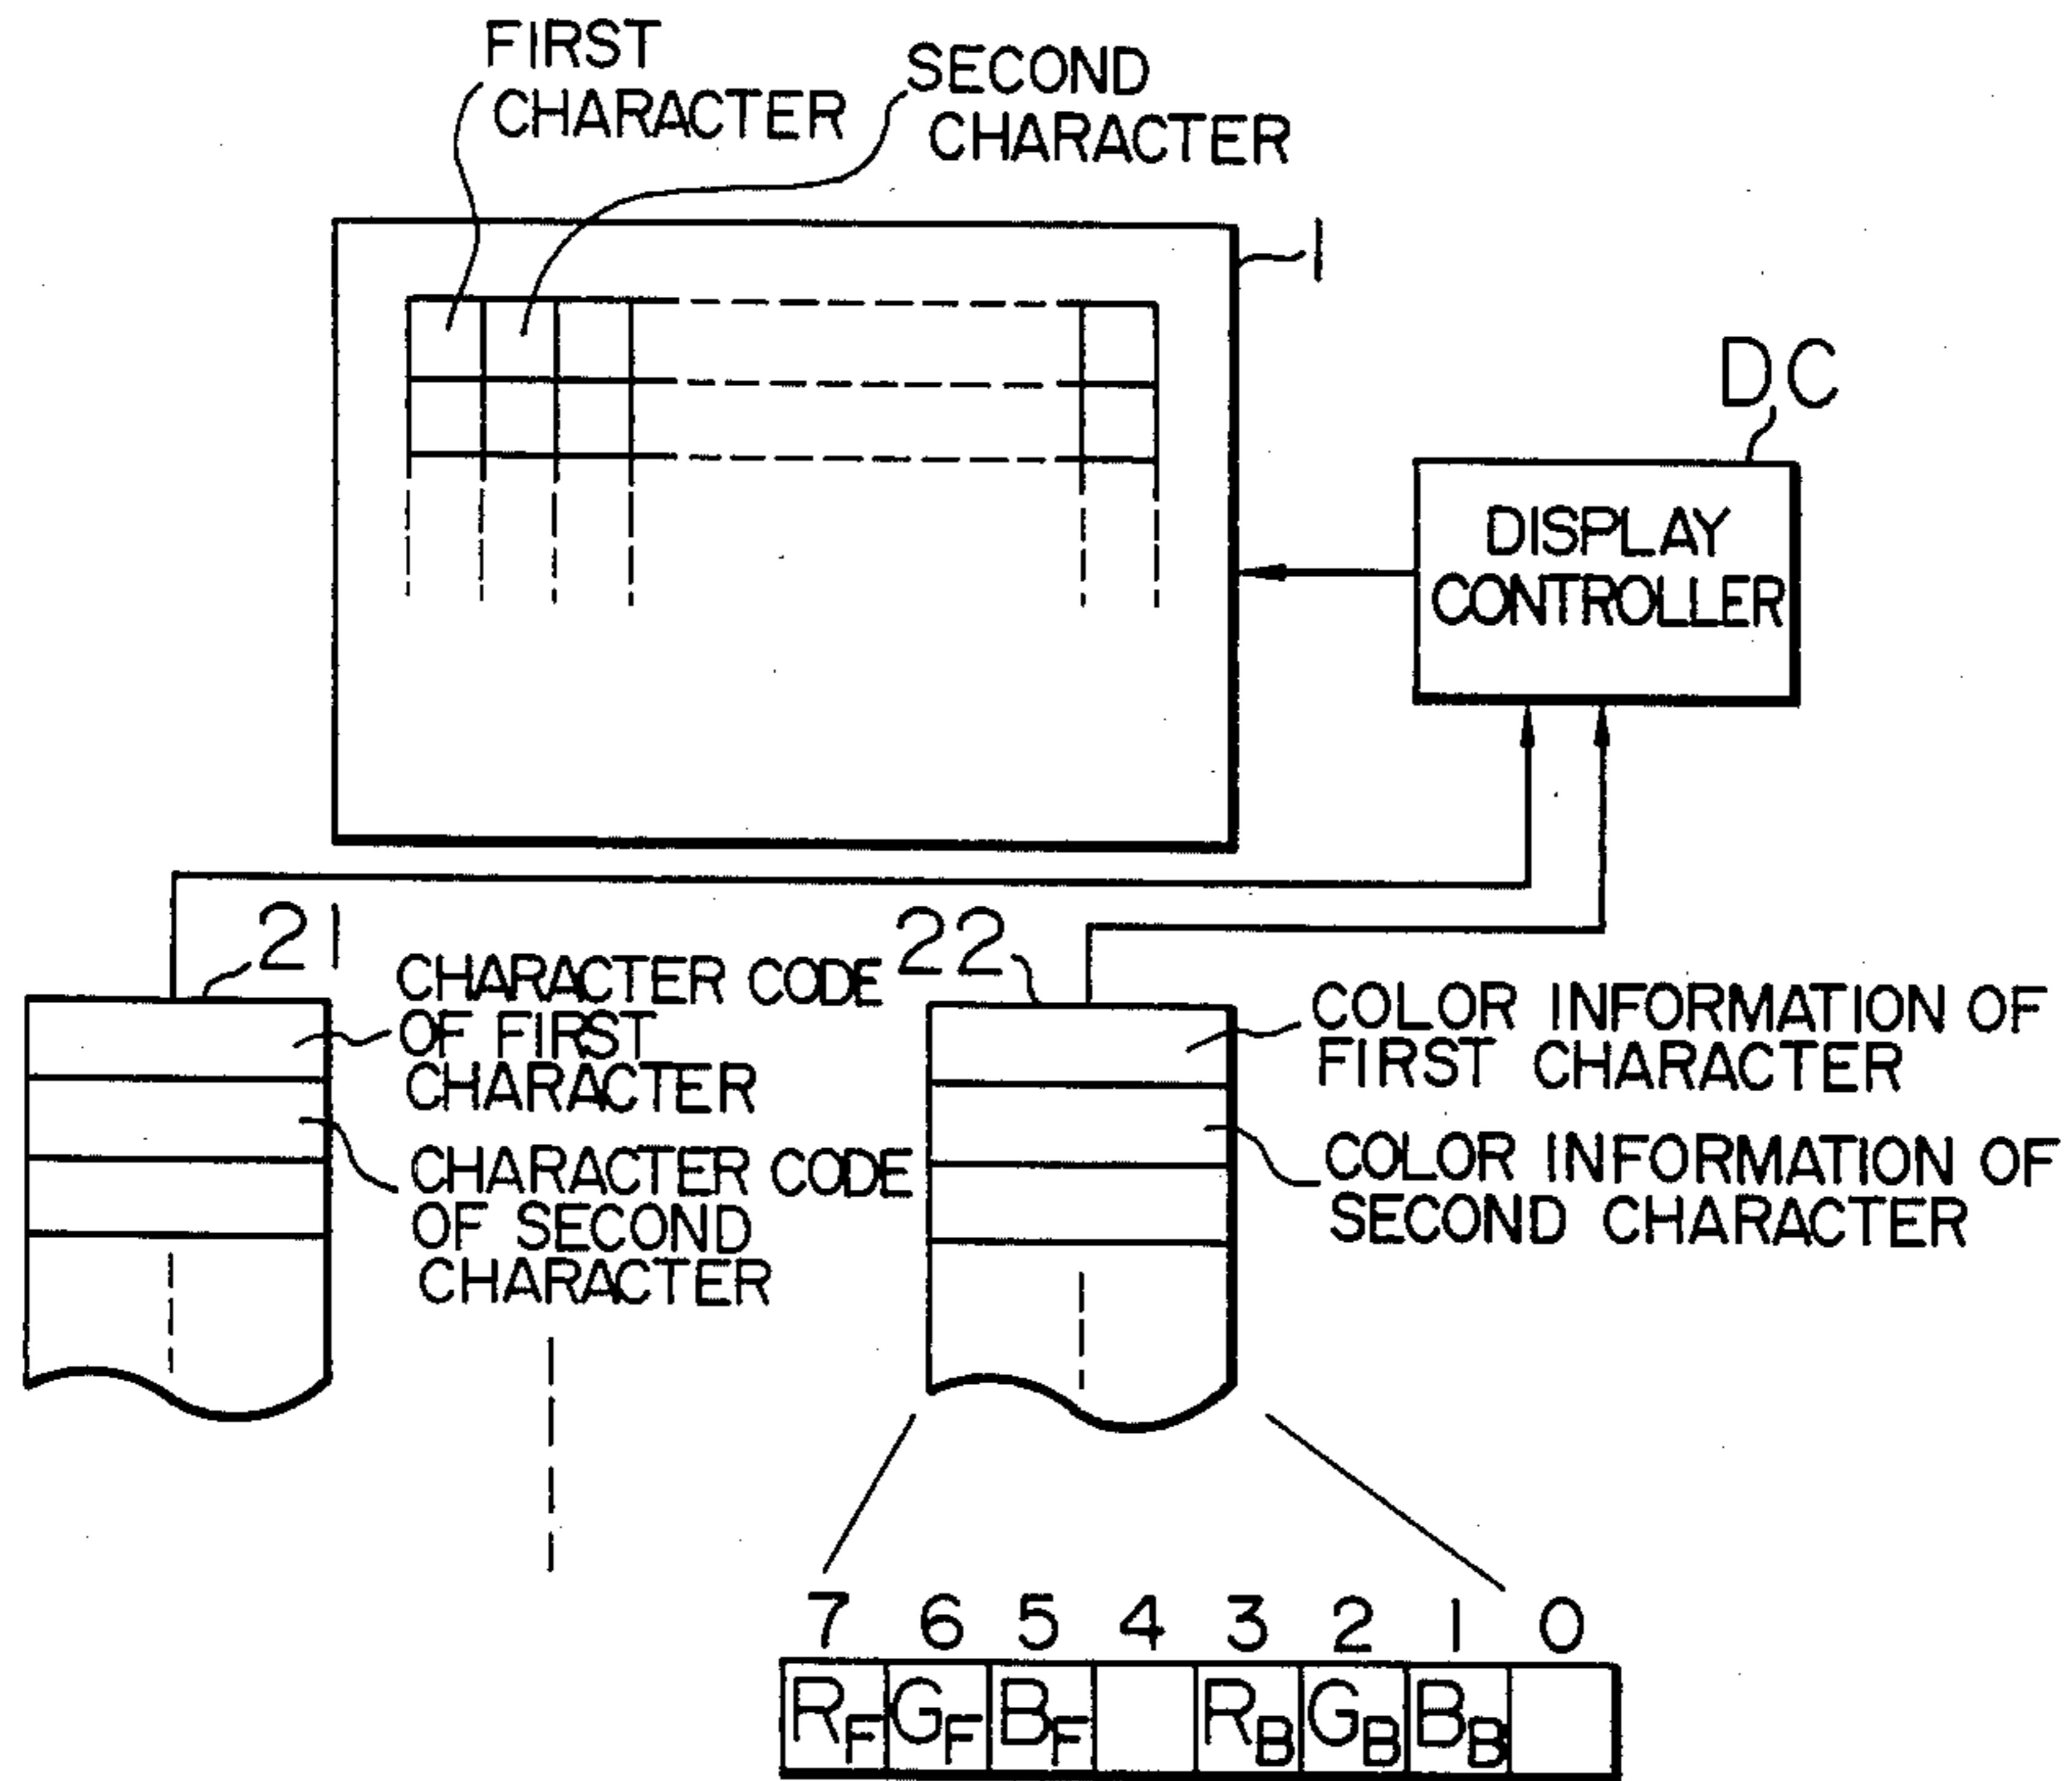 FIRST
CHARACTER
SECOND
CHARACTER
1
DC
DISPLAY
CONTROLLER
21
CHARACTER CODE
OF FIRST
CHARACTER
CHARACTER CODE
OF SECOND
CHARACTER
22
COLOR INFORMATION OF
FIRST CHARACTER
COLOR INFORMATION OF
SECOND CHARACTER
7 6 5 4 3 2 1 0
RF GF BF RB GB BB